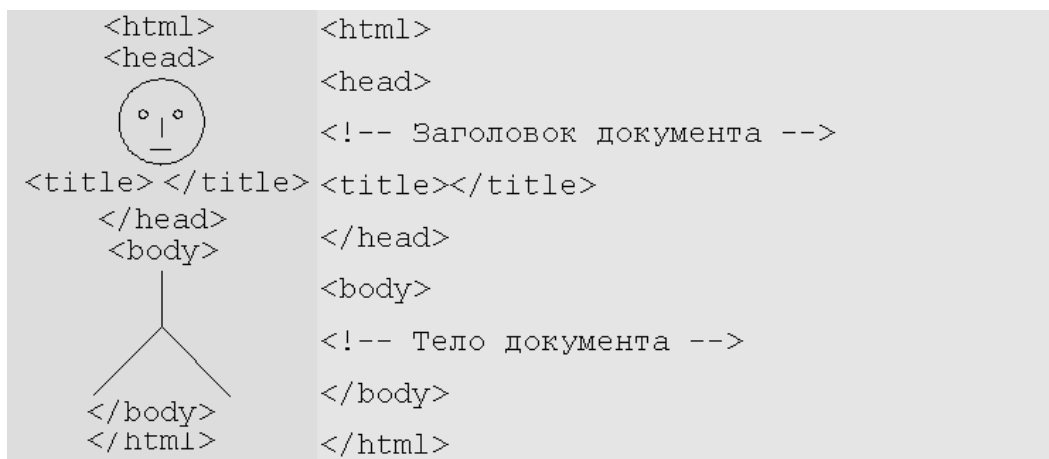 <html>
<head>
<title> </title>
</head>
<body>
</body>
</html>
<html>
<head>
<!-- Заголовок документа -->
<title></title>
</head>
<body>
<!-- Тело документа -->
</body>
</html>